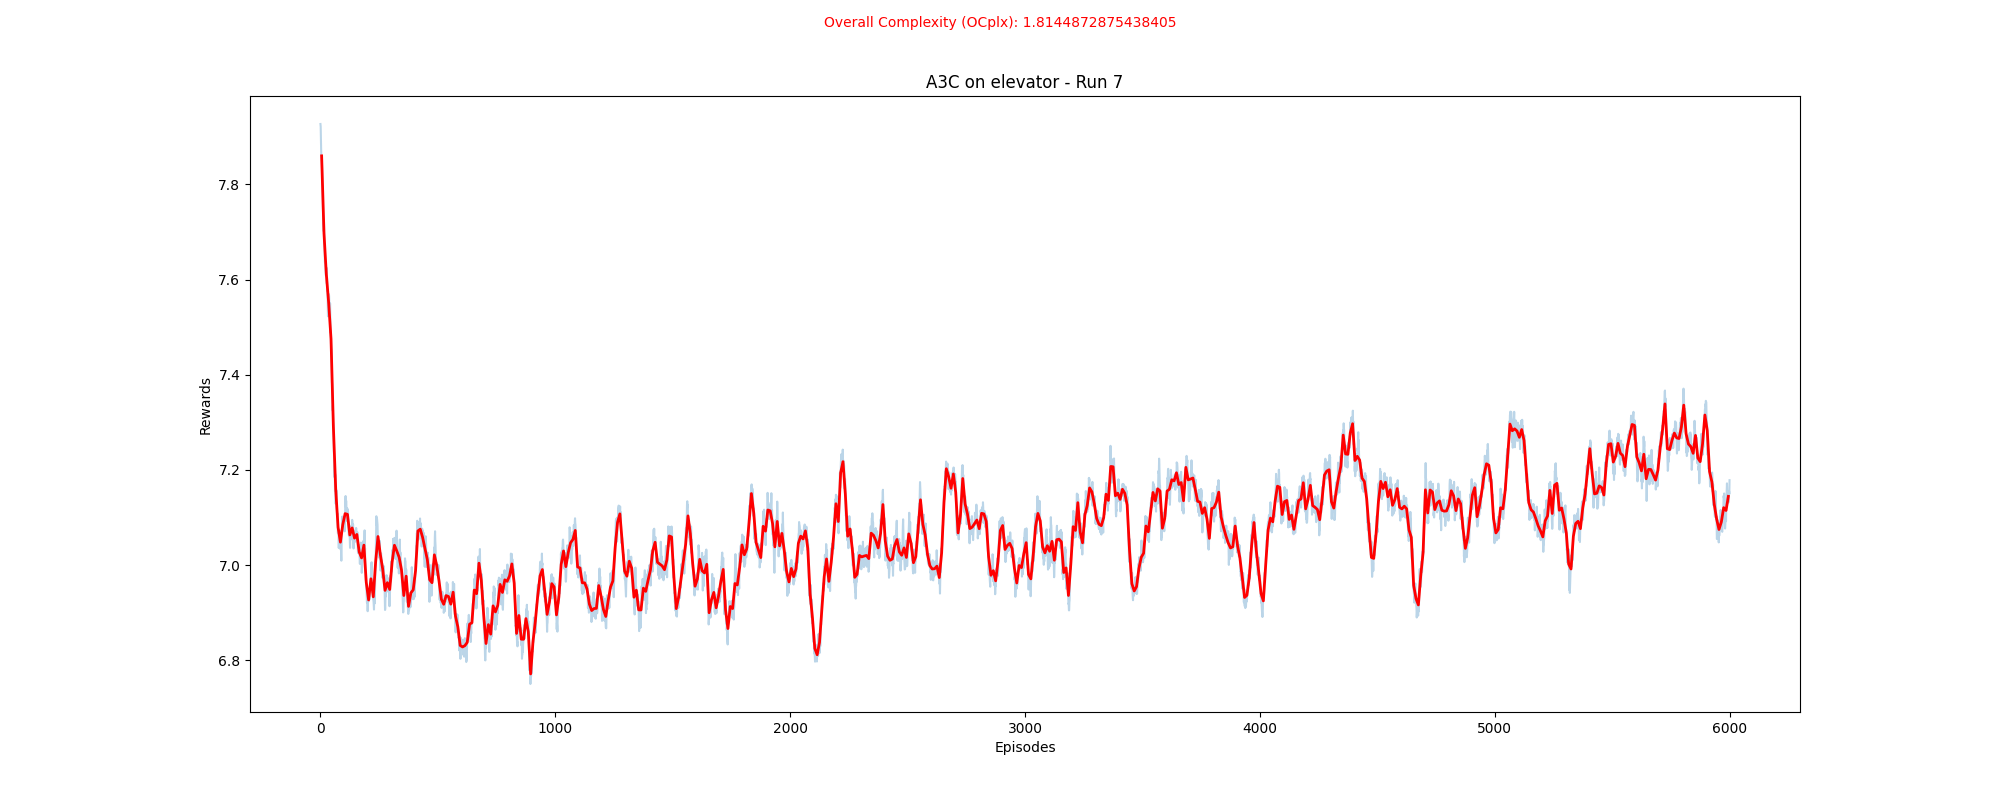 Overall Complexity (OCplx): 1.8144872875438405
A3C on elevator - Run 7
7.8
7.6
7.4
7.2
7.0
6.8
Rewards
0 1000 2000 3000 4000 5000 6000
Episodes